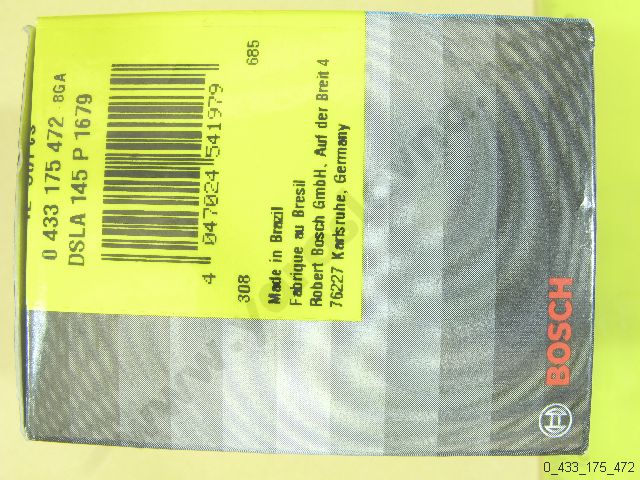 0 433 175 472 -8GA
DSLA 145 P 1679
4 047024 541979
308
685
Made in Brazil
Fabrique au Bresil
Robert Bosch GmbH, Auf der Breit 4
76227 Karlsruhe, Germany
BOSCH
0_433_175_472